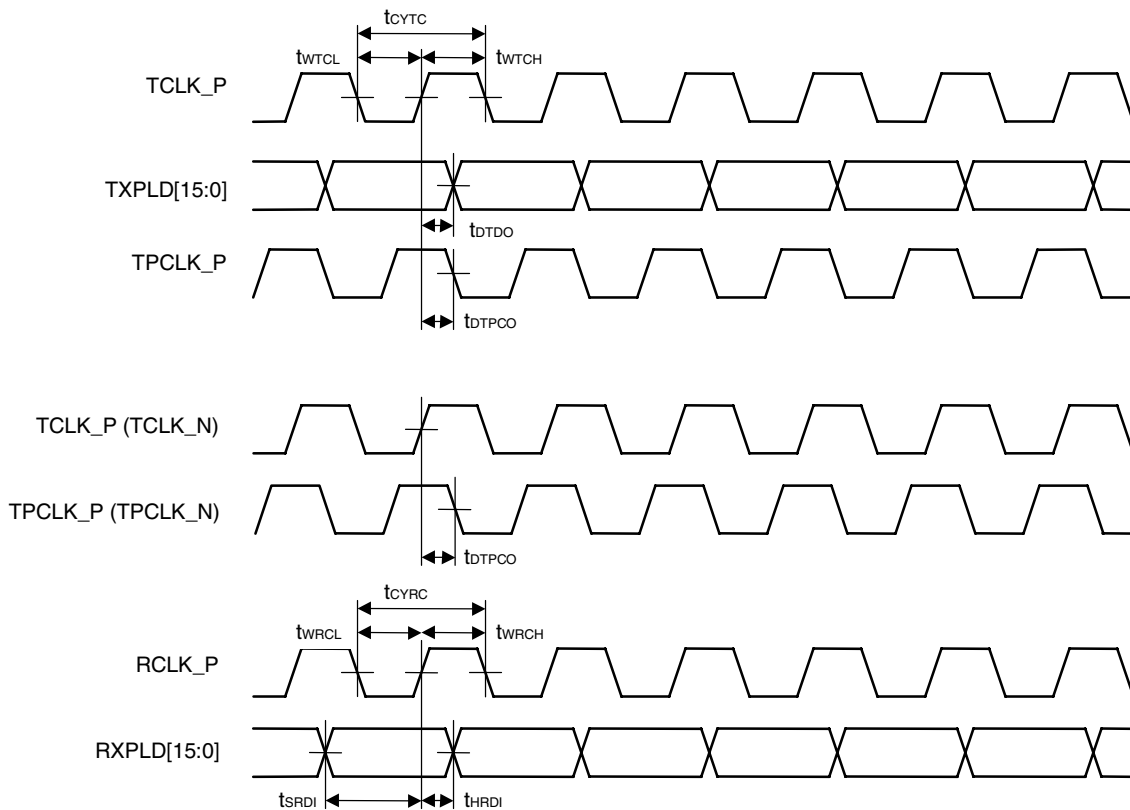 tCYTC
tWTCL
tWTCH
TCLK_P
TXPLD[15:0]
tDTDO
TPCLK_P
tDTPCO
TCLK_P (TCLK_N)
TPCLK_P (TPCLK_N)
tDTPCO
tCYRC
tWRCL
tWRCH
RCLK_P
RXPLD[15:0]
tSRDI
tHRDI